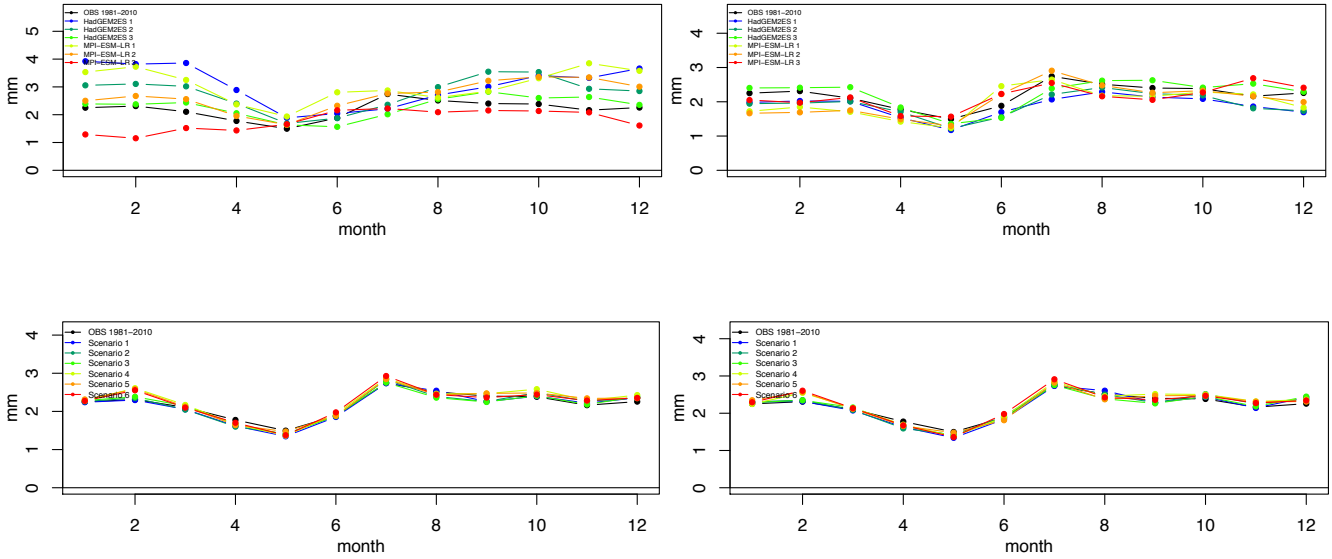 OBS 1981−2010
HadGEM2ES 1
HadGEM2ES 2
HadGEM2ES 3
MPI−ESM−LR 1
MPI−ESM−LR 2
MPI−ESM−LR 3
0
1
2
3
4
5
mm
2
4
6
8
10
12
month
OBS 1981−2010
HadGEM2ES 1
HadGEM2ES 2
HadGEM2ES 3
MPI−ESM−LR 1
MPI−ESM−LR 2
MPI−ESM−LR 3
0
1
2
3
4
mm
2
4
6
8
10
12
month
OBS 1981−2010
Scenario 1
Scenario 2
Scenario 3
Scenario 4
Scenario 5
Scenario 6
0
1
2
3
4
mm
2
4
6
8
10
12
month
OBS 1981−2010
Scenario 1
Scenario 2
Scenario 3
Scenario 4
Scenario 5
Scenario 6
0
1
2
3
4
mm
2
4
6
8
10
12
month